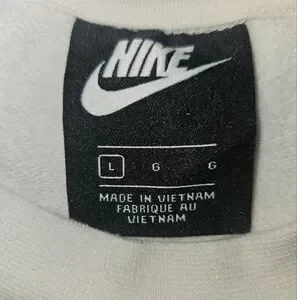 NIKE
L G G
MADE IN VIETNAM
FABRIQUE AU
VIETNAM